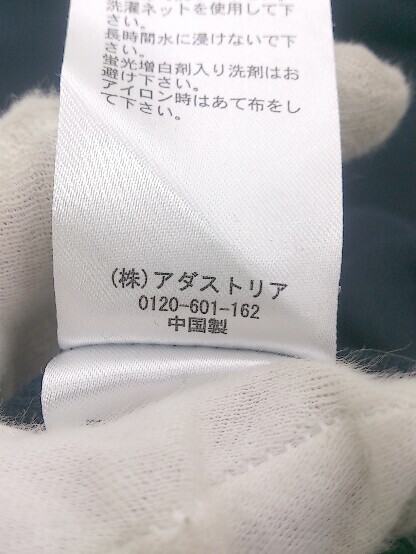 洗濯ネットを使用して下
さい。
長時間水に浸けないで下
さい。
蛍光増白剤入り洗剤はお
避け下さい。
アイロン時はあて布をし
て下さい。
(株)アダストリア
0120-601-162
中国製